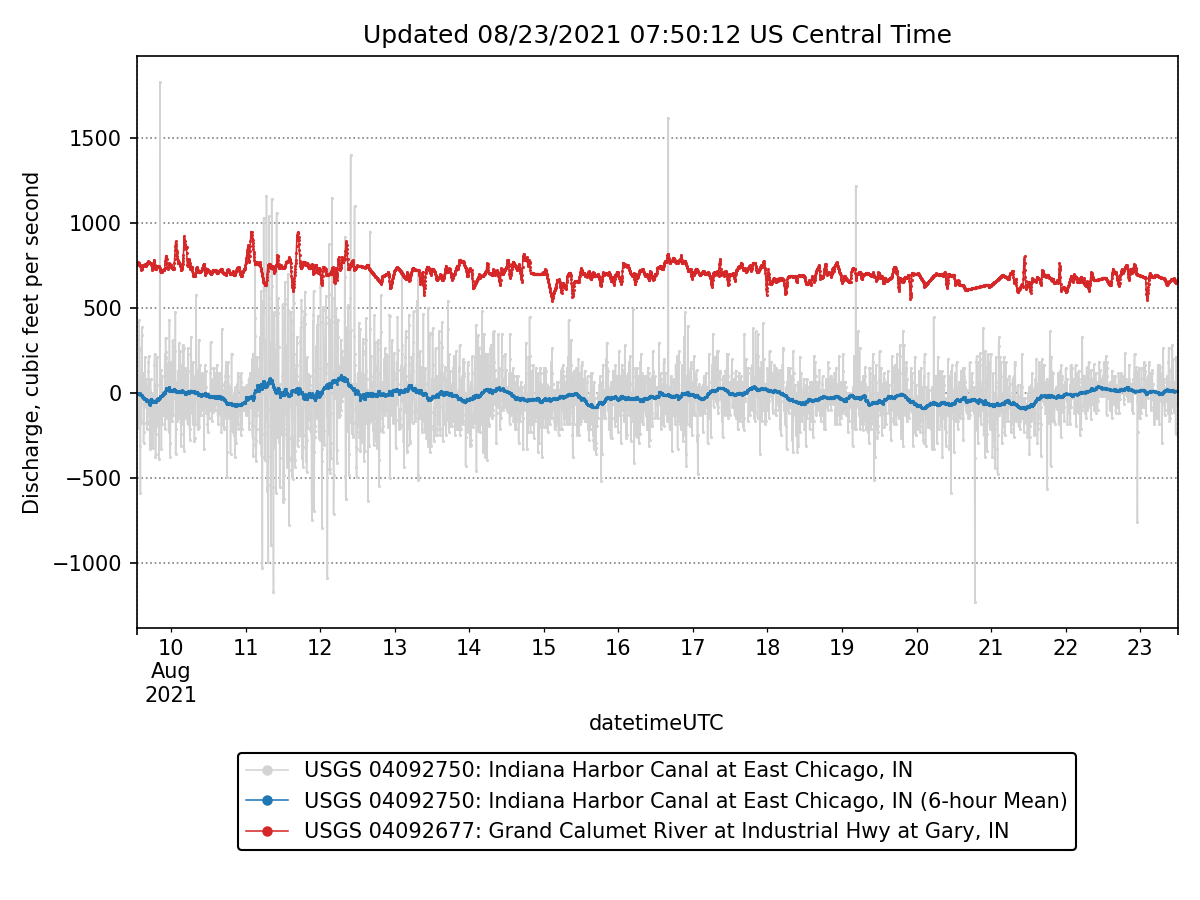 Updated 08/23/2021 07:50:12 US Central Time
Discharge, cubic feet per second
1500
1000
500
0
−500
−1000
10 11 12 13 14 15 16 17 18 19 20 21 22 23
Aug
2021
datetimeUTC
USGS 04092750: Indiana Harbor Canal at East Chicago, IN
USGS 04092750: Indiana Harbor Canal at East Chicago, IN (6-hour Mean)
USGS 04092677: Grand Calumet River at Industrial Hwy at Gary, IN